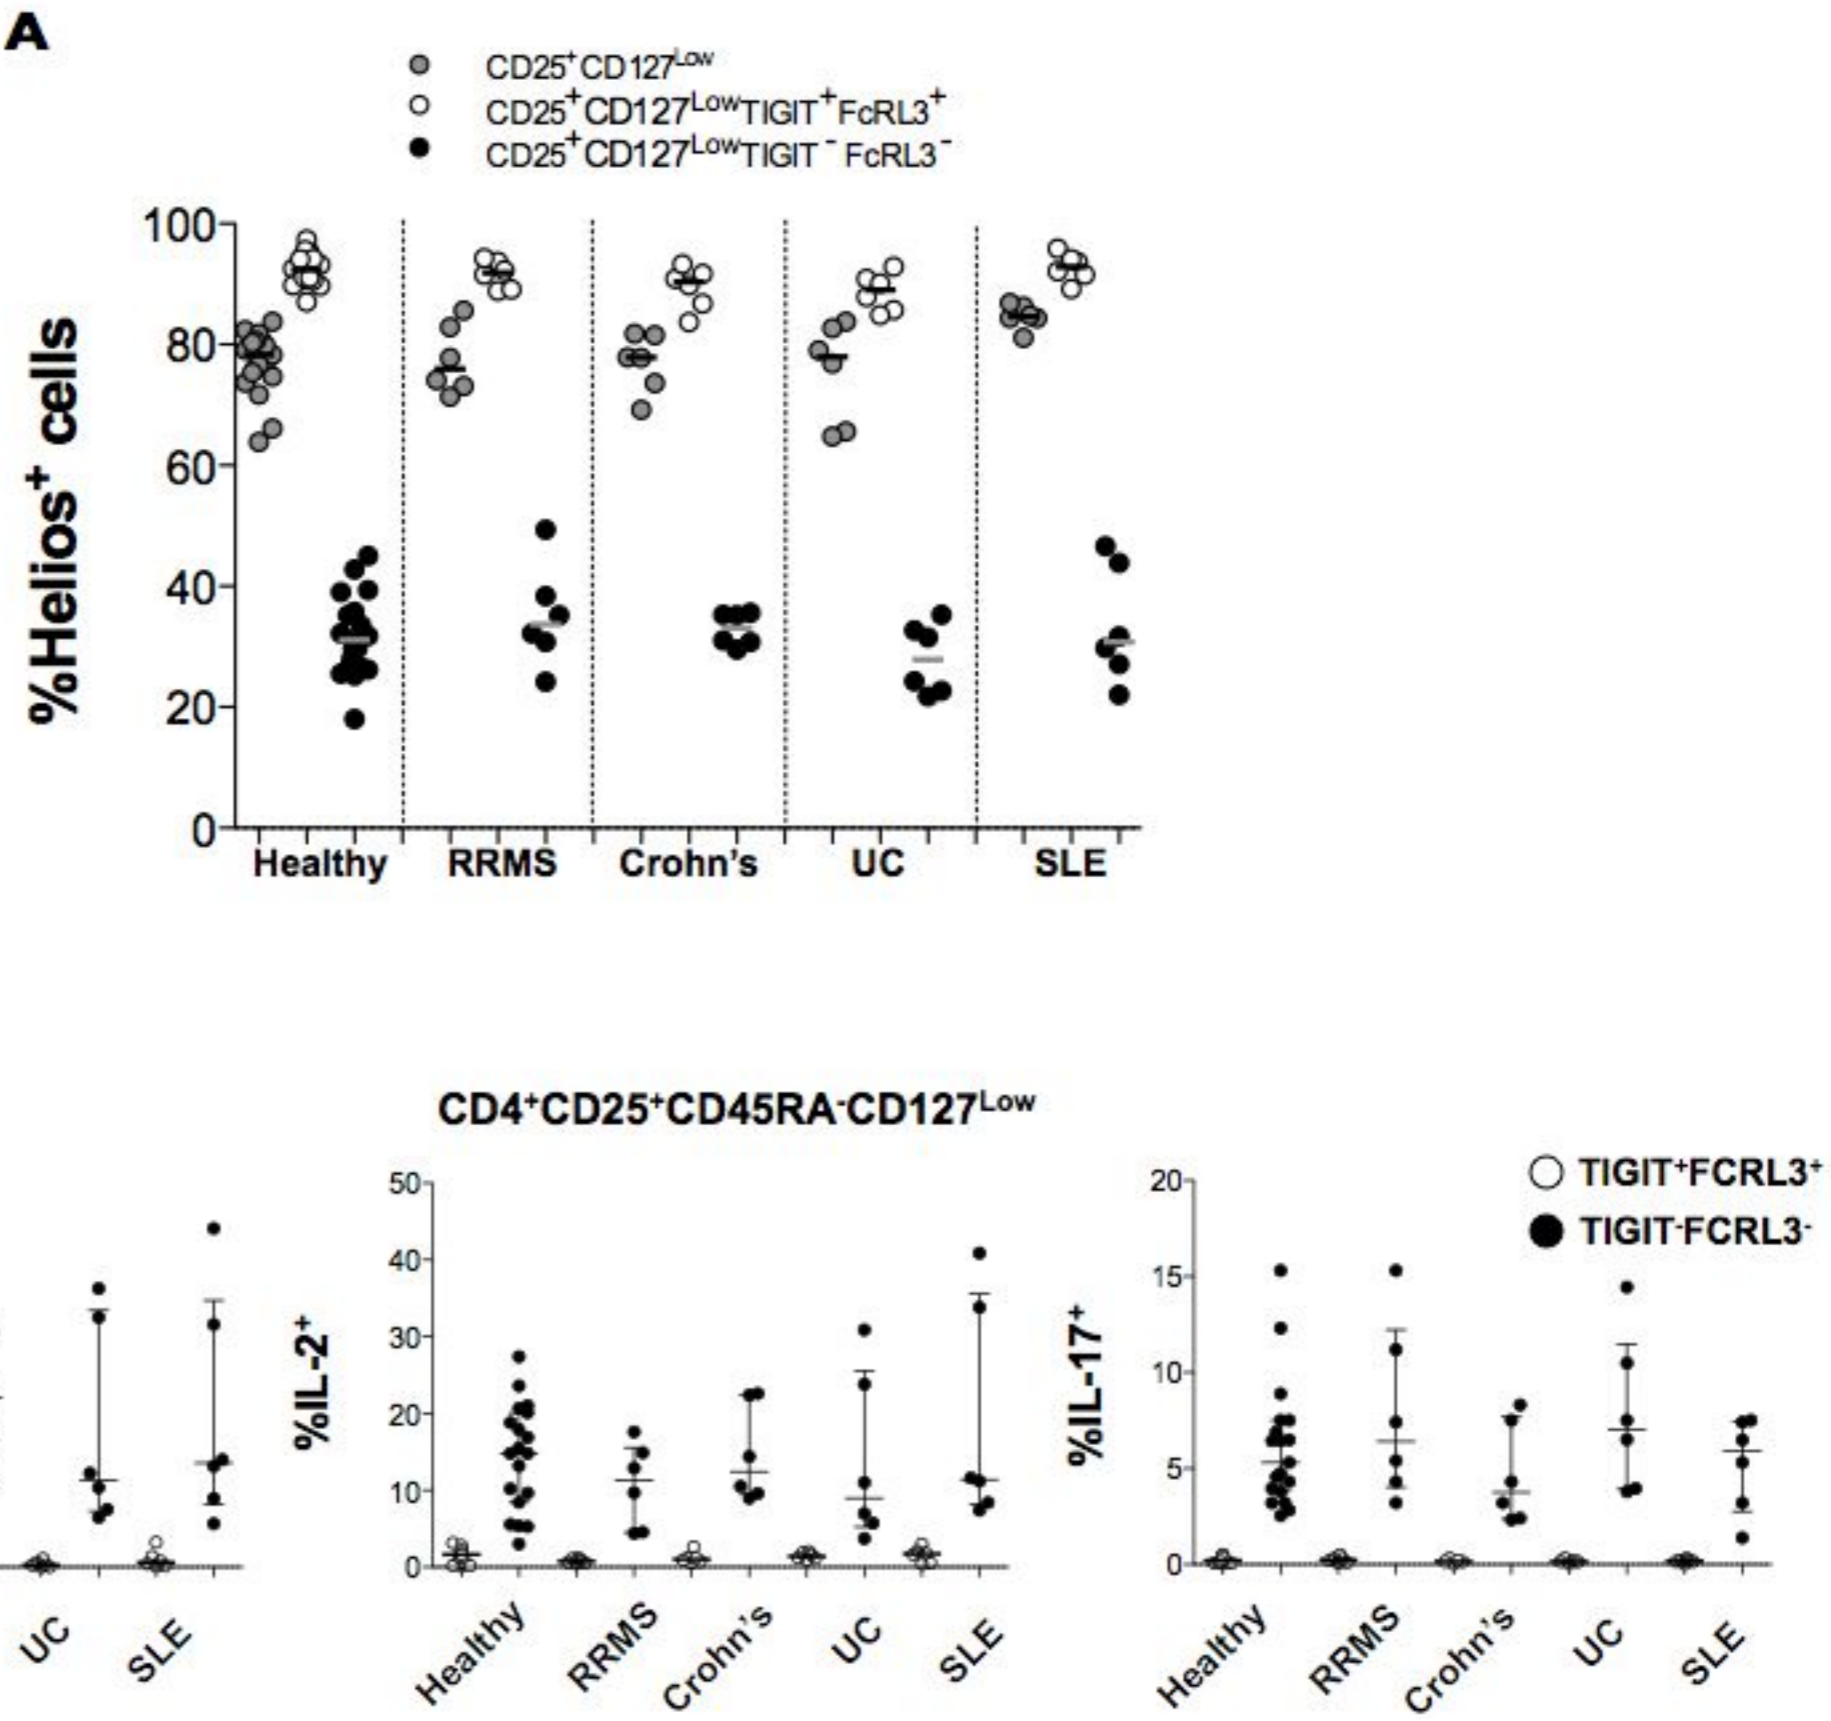 A
CD25⁺CD127ᴸᵒʷ
CD25⁺CD127ᴸᵒʷTIGIT⁺FcRL3⁺
CD25⁺CD127ᴸᵒʷTIGIT⁻FcRL3⁻
%Helios⁺ cells
100
80
60
40
20
0
Healthy RRMS Crohn's UC SLE
CD4⁺CD25⁺CD45RA⁻CD127ᴸᵒʷ
UC SLE
%IL-2⁺
50
40
30
20
10
0
Healthy RRMS Crohn's UC SLE
%IL-17⁺
20
15
10
5
0
TIGIT⁺FCRL3⁺
TIGIT⁻FCRL3⁻
Healthy RRMS Crohn's UC SLE